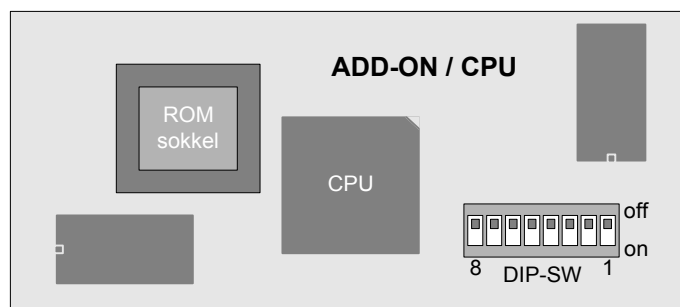 ADD-ON / CPU
ROM
sokkel
CPU
off
on
8 DIP-SW 1